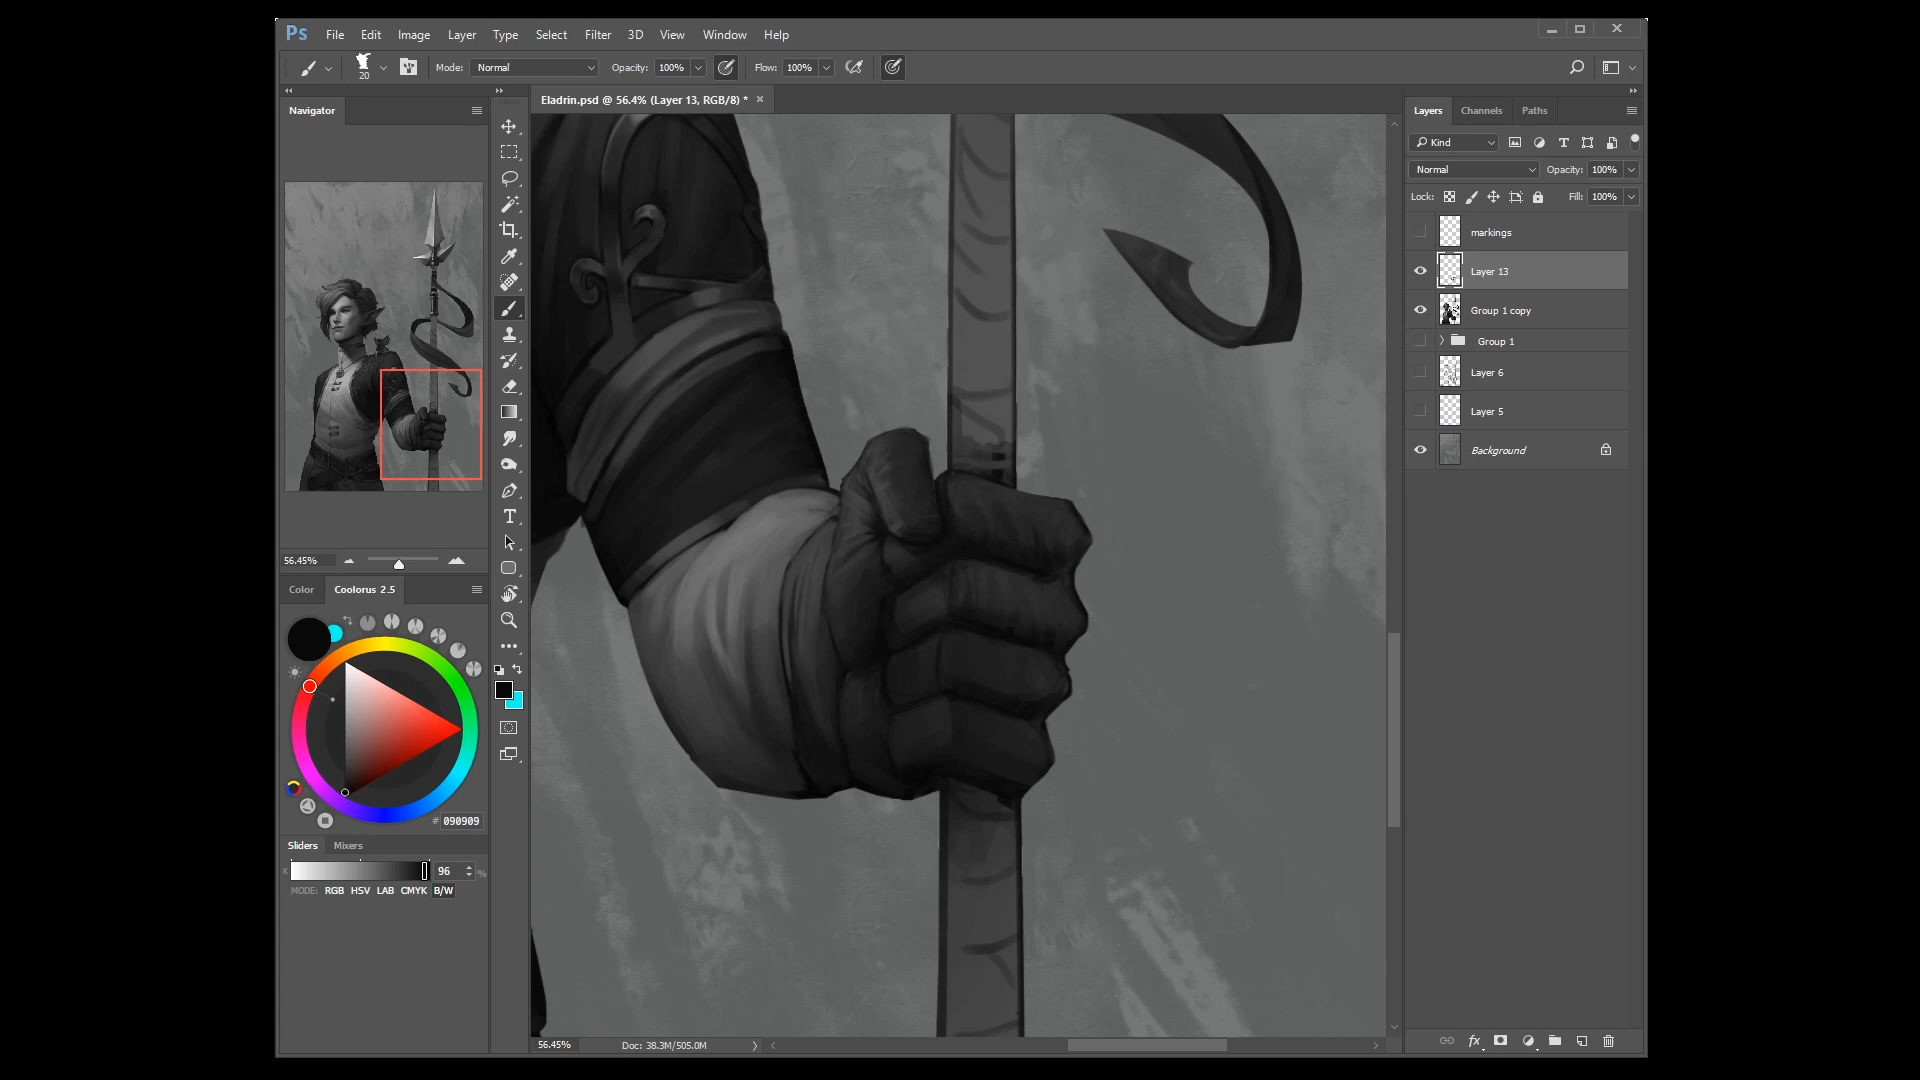 Ps File Edit Image Layer Type Select Filter 3D View Window Help
20 Mode: Normal Opacity: 100% Flow: 100%
Navigator
Eladrin.psd @ 56.4% (Layer 13, RGB/8) *
Layers Channels Paths
Kind
Normal Opacity: 100%
Lock: Fill: 100%
markings
Layer 13
Group 1 copy
Group 1
Layer 6
Layer 5
Background
56.45%
Color Coolorus 2.5
# 090909
Sliders Mixers
K 96 %
MODE: RGB HSV LAB CMYK B/W
56.45% Doc: 38.3M/505.0M
fx